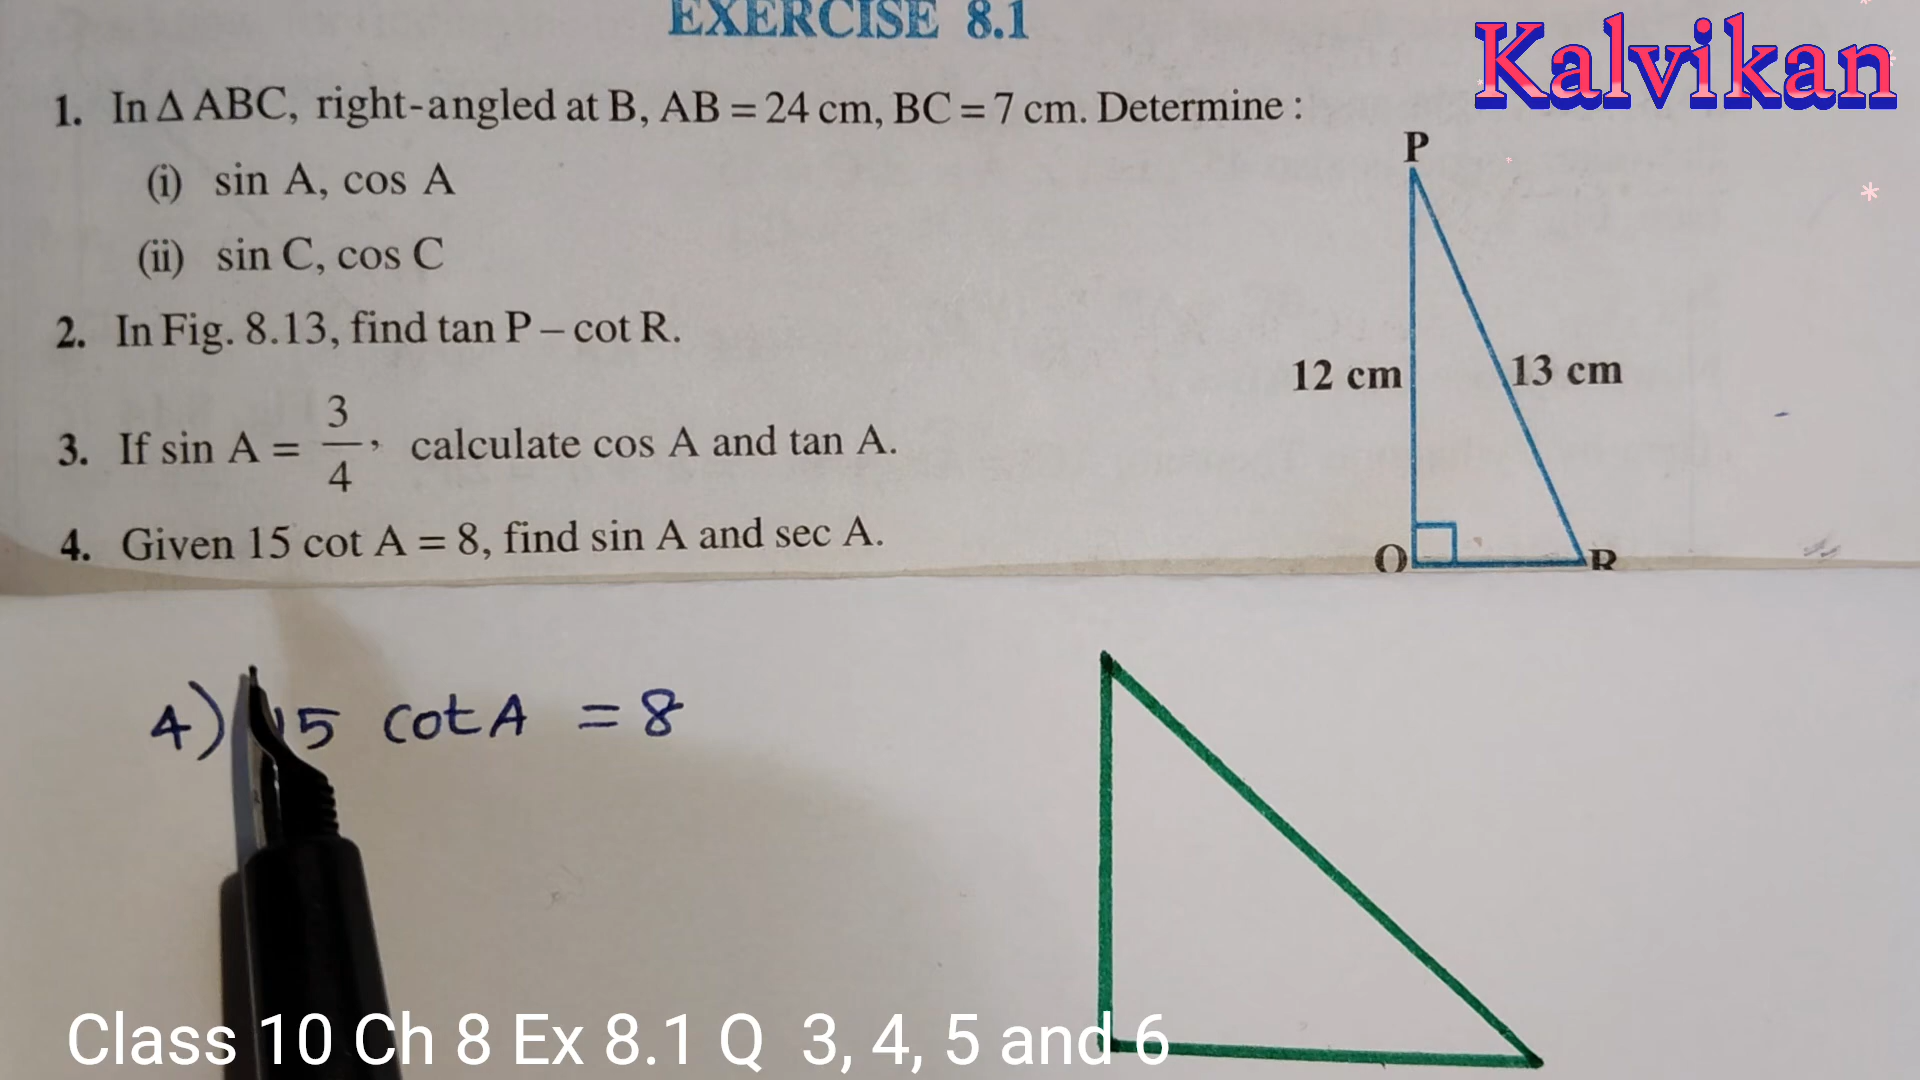 EXERCISE 8.1
Kalvikan
1. In Δ ABC, right-angled at B, AB = 24 cm, BC = 7 cm. Determine :
(i) sin A, cos A
(ii) sin C, cos C
2. In Fig. 8.13, find tan P – cot R.
3. If sin A = 3/4, calculate cos A and tan A.
4. Given 15 cot A = 8, find sin A and sec A.
P
12 cm
13 cm
Q
R
4) 15 cot A = 8
Class 10 Ch 8 Ex 8.1 Q 3, 4, 5 and 6